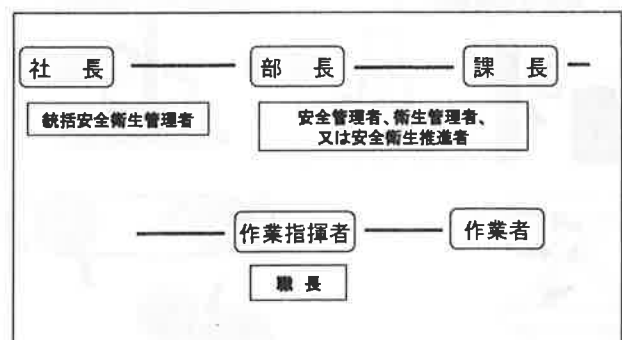 社　長
部　長
課　長
統括安全衛生管理者
安全管理者、衛生管理者、
又は安全衛生推進者
作業指揮者
作業者
職　長